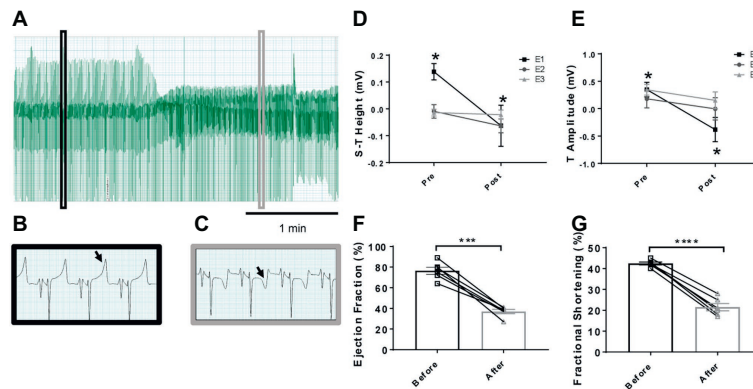 A
1 min
B
C
D
S-T Height (mV)
0.2
0.1
0.0
-0.1
-0.2
*
*
E1
E2
E3
Pre
Post
E
T Amplitude (mV)
1.0
0.5
0.0
-0.5
-1.0
*
*
E
E
E
Pre
Post
F
Ejection Fraction (%)
100
80
60
40
20
0
***
Before
After
G
Fractional Shortening (%)
50
40
30
20
10
0
****
Before
After